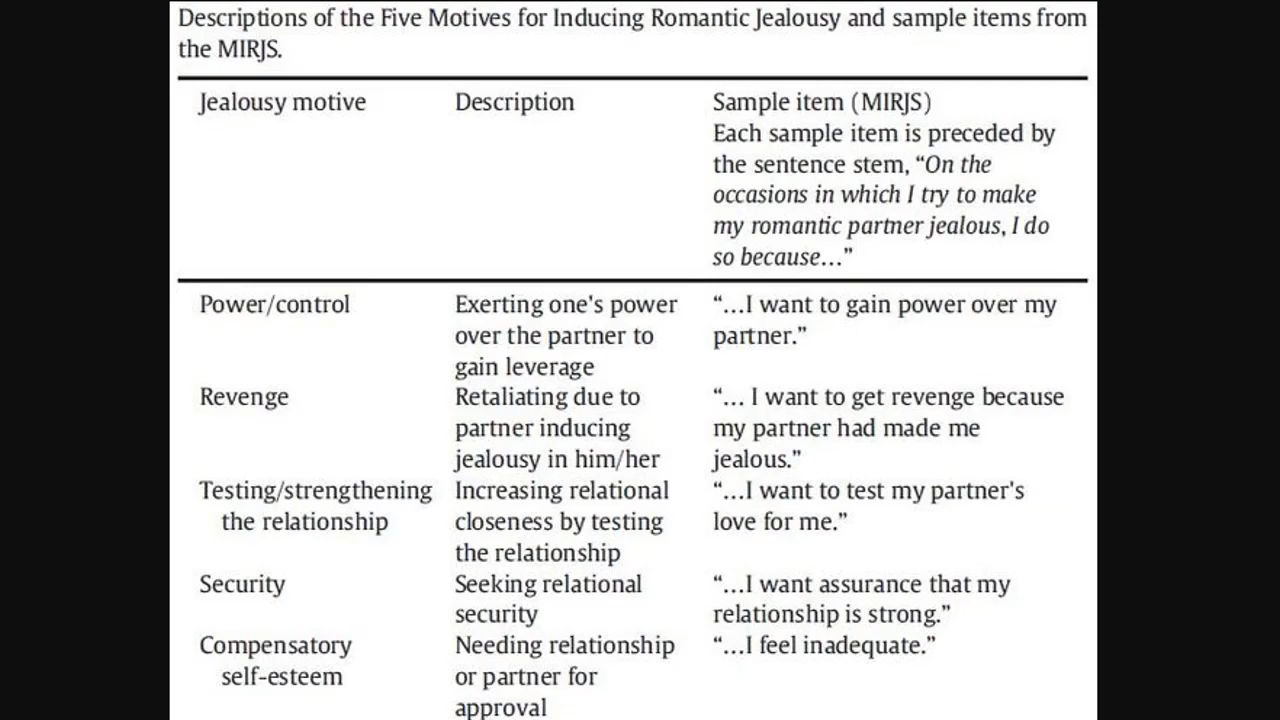 Descriptions of the Five Motives for Inducing Romantic Jealousy and sample items from
the MIRJS.
Jealousy motive
Description
Sample item (MIRJS)
Each sample item is preceded by
the sentence stem, “On the
occasions in which I try to make
my romantic partner jealous, I do
so because…”
Power/control
Exerting one's power
over the partner to
gain leverage
“…I want to gain power over my
partner.”
Revenge
Retaliating due to
partner inducing
jealousy in him/her
“… I want to get revenge because
my partner had made me
jealous.”
Testing/strengthening
the relationship
Increasing relational
closeness by testing
the relationship
“…I want to test my partner's
love for me.”
Security
Seeking relational
security
“…I want assurance that my
relationship is strong.”
Compensatory
self-esteem
Needing relationship
or partner for
approval
“…I feel inadequate.”